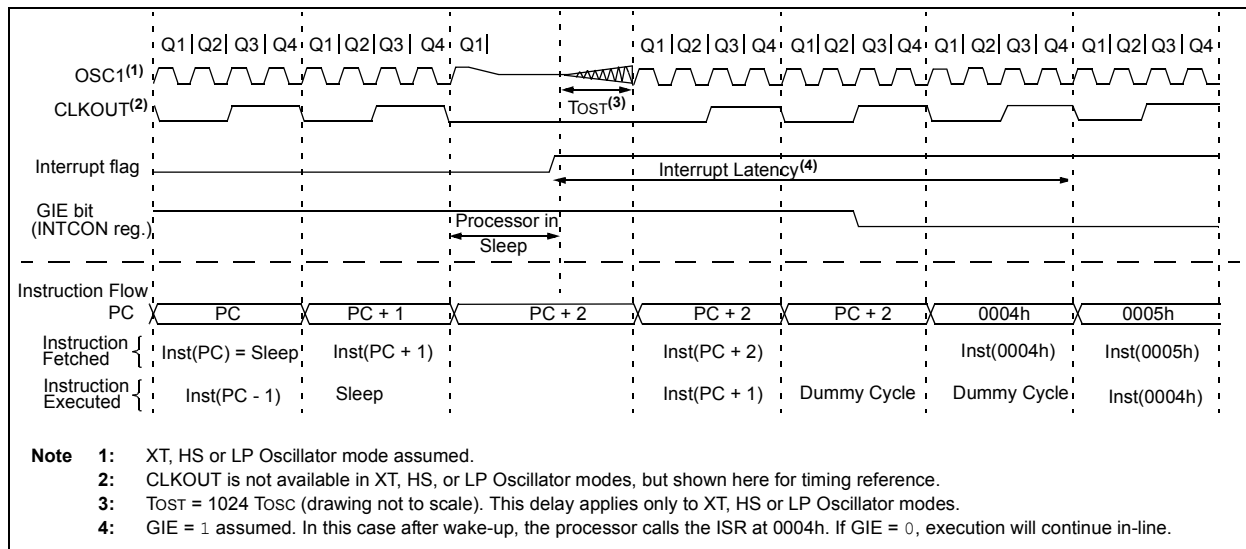 Q1 Q2 Q3 Q4 Q1 Q2 Q3 Q4 Q1 Q1 Q2 Q3 Q4 Q1 Q2 Q3 Q4 Q1 Q2 Q3 Q4 Q1 Q2 Q3 Q4
OSC1(1)
CLKOUT(2) TOST(3)
Interrupt flag Interrupt Latency(4)
GIE bit
(INTCON reg.) Processor in
Sleep
Instruction Flow
PC PC PC + 1 PC + 2 PC + 2 PC + 2 0004h 0005h
Instruction
Fetched { Inst(PC) = Sleep Inst(PC + 1) Inst(PC + 2) Inst(0004h) Inst(0005h)
Instruction
Executed { Inst(PC - 1) Sleep Inst(PC + 1) Dummy Cycle Dummy Cycle Inst(0004h)
Note 1: XT, HS or LP Oscillator mode assumed.
2: CLKOUT is not available in XT, HS, or LP Oscillator modes, but shown here for timing reference.
3: TOST = 1024 TOSC (drawing not to scale). This delay applies only to XT, HS or LP Oscillator modes.
4: GIE = 1 assumed. In this case after wake-up, the processor calls the ISR at 0004h. If GIE = 0, execution will continue in-line.